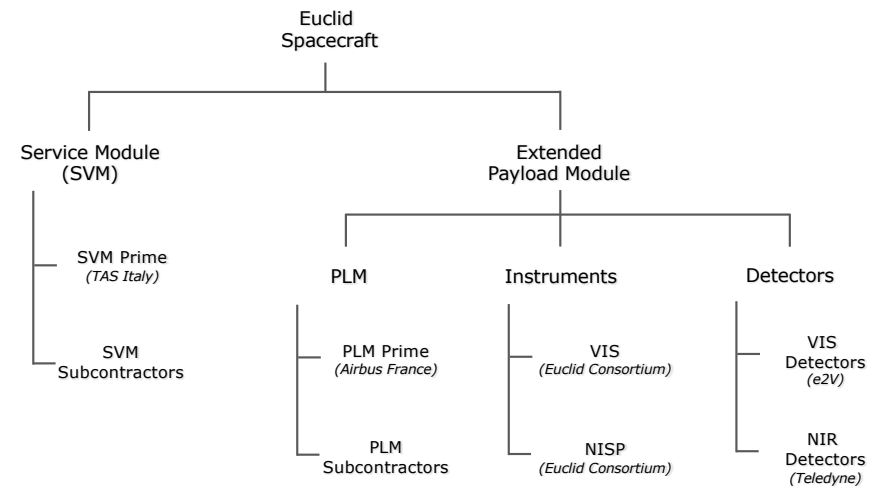 Euclid
Spacecraft
Service Module
(SVM)
Extended
Payload Module
SVM Prime
(TAS Italy)
SVM
Subcontractors
PLM
Instruments
Detectors
PLM Prime
(Airbus France)
VIS
(Euclid Consortium)
VIS
Detectors
(e2V)
PLM
Subcontractors
NISP
(Euclid Consortium)
NIR
Detectors
(Teledyne)